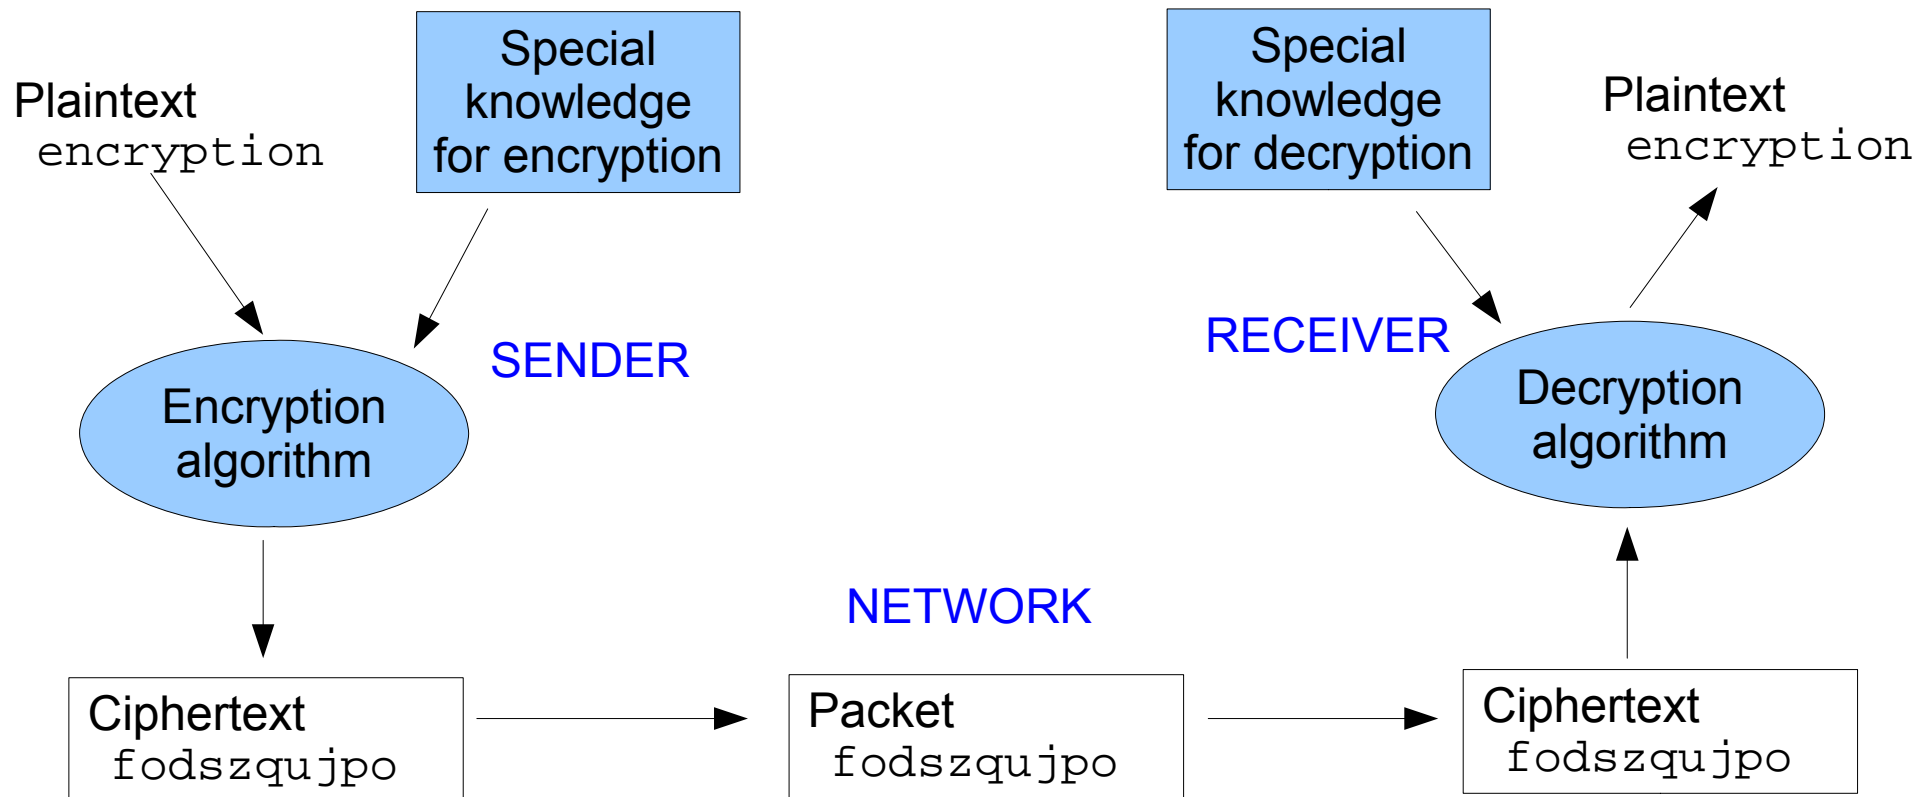 Plaintext
encryption
Special
knowledge
for encryption
SENDER
Encryption
algorithm
Ciphertext
fodszqujpo
NETWORK
Packet
fodszqujpo
Special
knowledge
for decryption
Plaintext
encryption
RECEIVER
Decryption
algorithm
Ciphertext
fodszqujpo